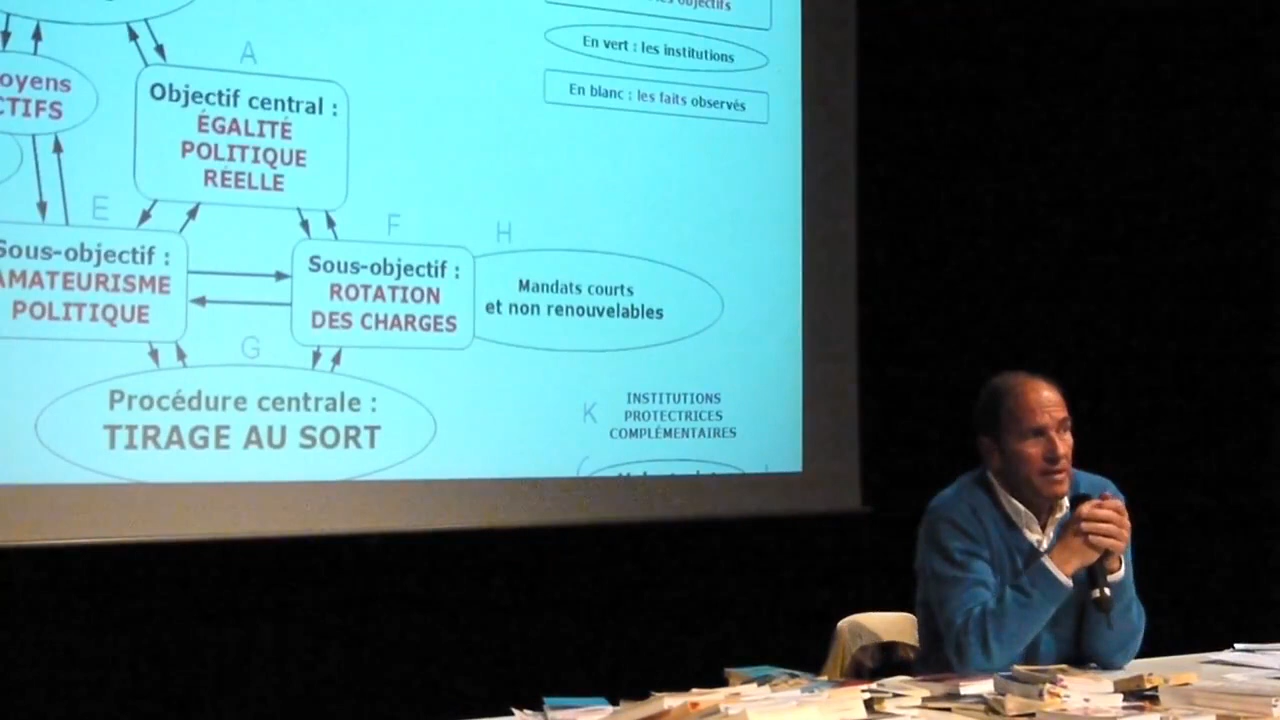 objectifs
En vert : les institutions
En blanc : les faits observés
A
Objectif central :
ÉGALITÉ
POLITIQUE
RÉELLE
oyens
CTIFS
E
Sous-objectif :
AMATEURISME
POLITIQUE
F
Sous-objectif :
ROTATION
DES CHARGES
H
Mandats courts
et non renouvelables
G
Procédure centrale :
TIRAGE AU SORT
K
INSTITUTIONS
PROTECTRICES
COMPLÉMENTAIRES